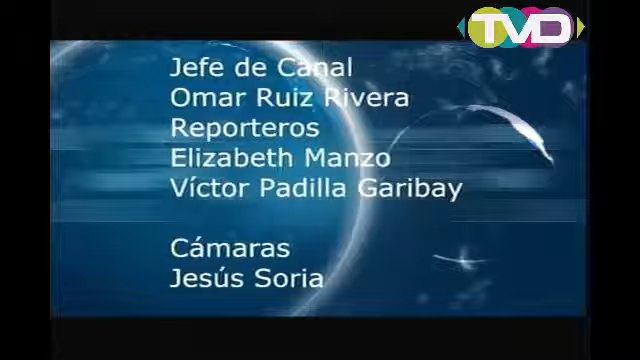 TVD
Jefe de Canal
Omar Ruiz Rivera
Reporteros
Elizabeth Manzo
Víctor Padilla Garibay
Cámaras
Jesús Soria